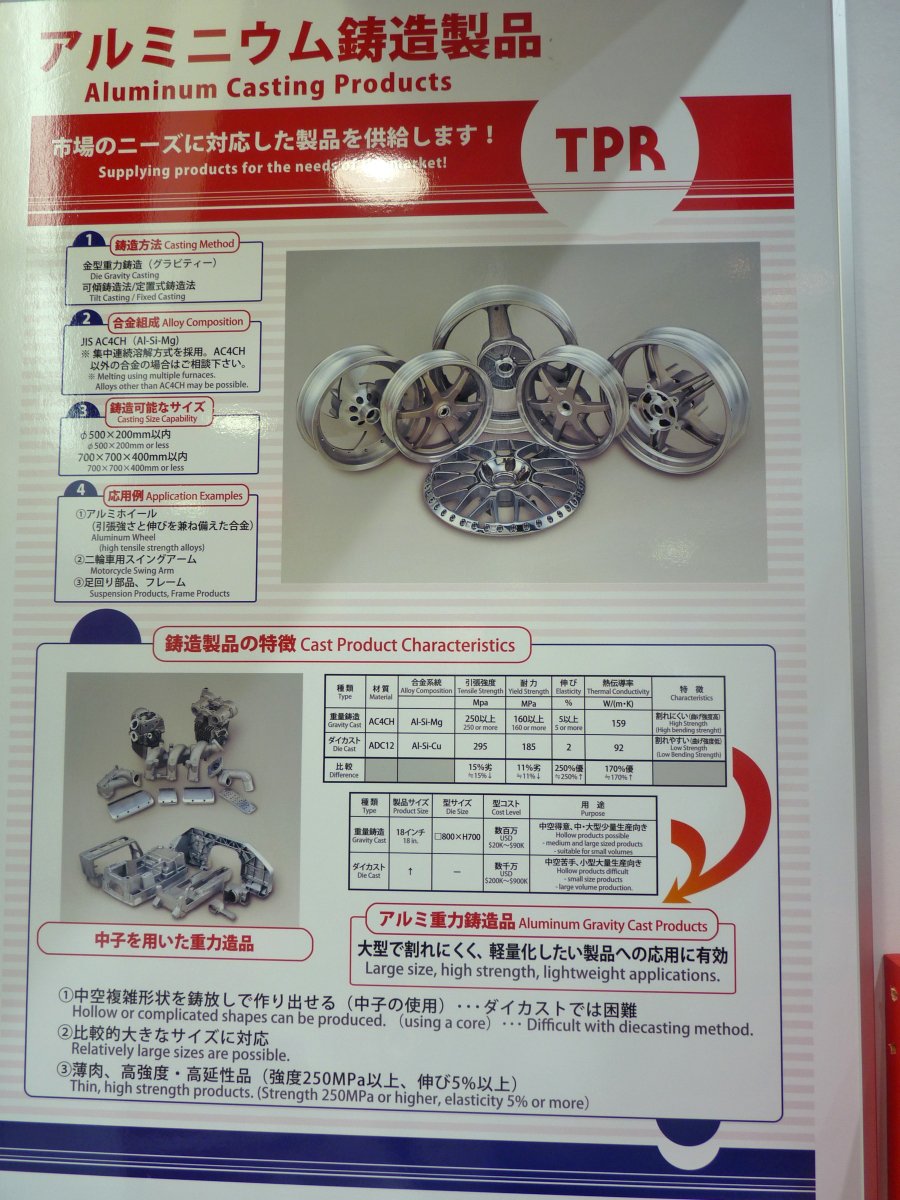 アルミニウム鋳造製品
Aluminum Casting Products
市場のニーズに対応した製品を供給します！
Supplying products for the needs market!
TPR
1
鋳造方法 Casting Method
金型重力鋳造（グラビティー）
Die Gravity Casting
可傾鋳造法/定置式鋳造法
Tilt Casting / Fixed Casting
2
合金組成 Alloy Composition
JIS AC4CH（Al-Si-Mg）
※ 集中連続溶解方式を採用。AC4CH
以外の合金の場合はご相談下さい。
※ Melting using multiple furnaces.
Alloys other than AC4CH may be possible.
3
鋳造可能なサイズ
Casting Size Capability
φ500×200mm以内
φ500×200mm or less
700×700×400mm以内
700×700×400mm or less
4
応用例 Application Examples
①アルミホイール
（引張強さと伸びを兼ね備えた合金）
Aluminum Wheel
(high tensile strength alloys)
②二輪車用スイングアーム
Motorcycle Swing Arm
③足回り部品、フレーム
Suspension Products, Frame Products
鋳造製品の特徴 Cast Product Characteristics
種 類 材 質 合金系統 引張強度 耐 力 伸 び 熱伝導率 特 徴
Type Material Alloy Composition Tensile Strength Yield Strength Elasticity Thermal Conductivity Characteristics
Mpa MPa % W/(m・K)
重量鋳造 AC4CH Al-Si-Mg 250以上 160以上 5以上 159 割れにくい（曲げ強度高）
Gravity Cast 250 or more 160 or more 5 or more High Strength
(High bending strenght)
ダイカスト ADC12 Al-Si-Cu 295 185 2 92 割れやすい（曲げ強度低）
Die Cast Low Strength
(Low Bending Strength)
比 較 15%劣 11%劣 250%優 170%優
Difference ≒15%↓ ≒11%↓ ≒250%↑ ≒170%↑
種 類 製品サイズ 型サイズ 型コスト 用 途
Type Product Size Die Size Cost Level Purpose
重量鋳造 18インチ □800×H700 数百万 中空得意、中・大型少量生産向き
Gravity Cast 18 in. USD Hollow products possible
$20K～$90K - medium and large sized products
- suitable for small volumes
ダイカスト ↑ － 数千万 中空苦手、小型大量生産向き
Die Cast USD Hollow products difficult
$200K～$900K - small size products
- large volume production.
中子を用いた重力造品
アルミ重力鋳造品 Aluminum Gravity Cast Products
大型で割れにくく、軽量化したい製品への応用に有効
Large size, high strength, lightweight applications.
①中空複雑形状を鋳放しで作り出せる（中子の使用）･･･ダイカストでは困難
Hollow or complicated shapes can be produced. （using a core）･･･ Difficult with diecasting method.
②比較的大きなサイズに対応
Relatively large sizes are possible.
③薄肉、高強度・高延性品（強度250MPa以上、伸び5%以上）
Thin, high strength products. (Strength 250MPa or higher, elasticity 5% or more）